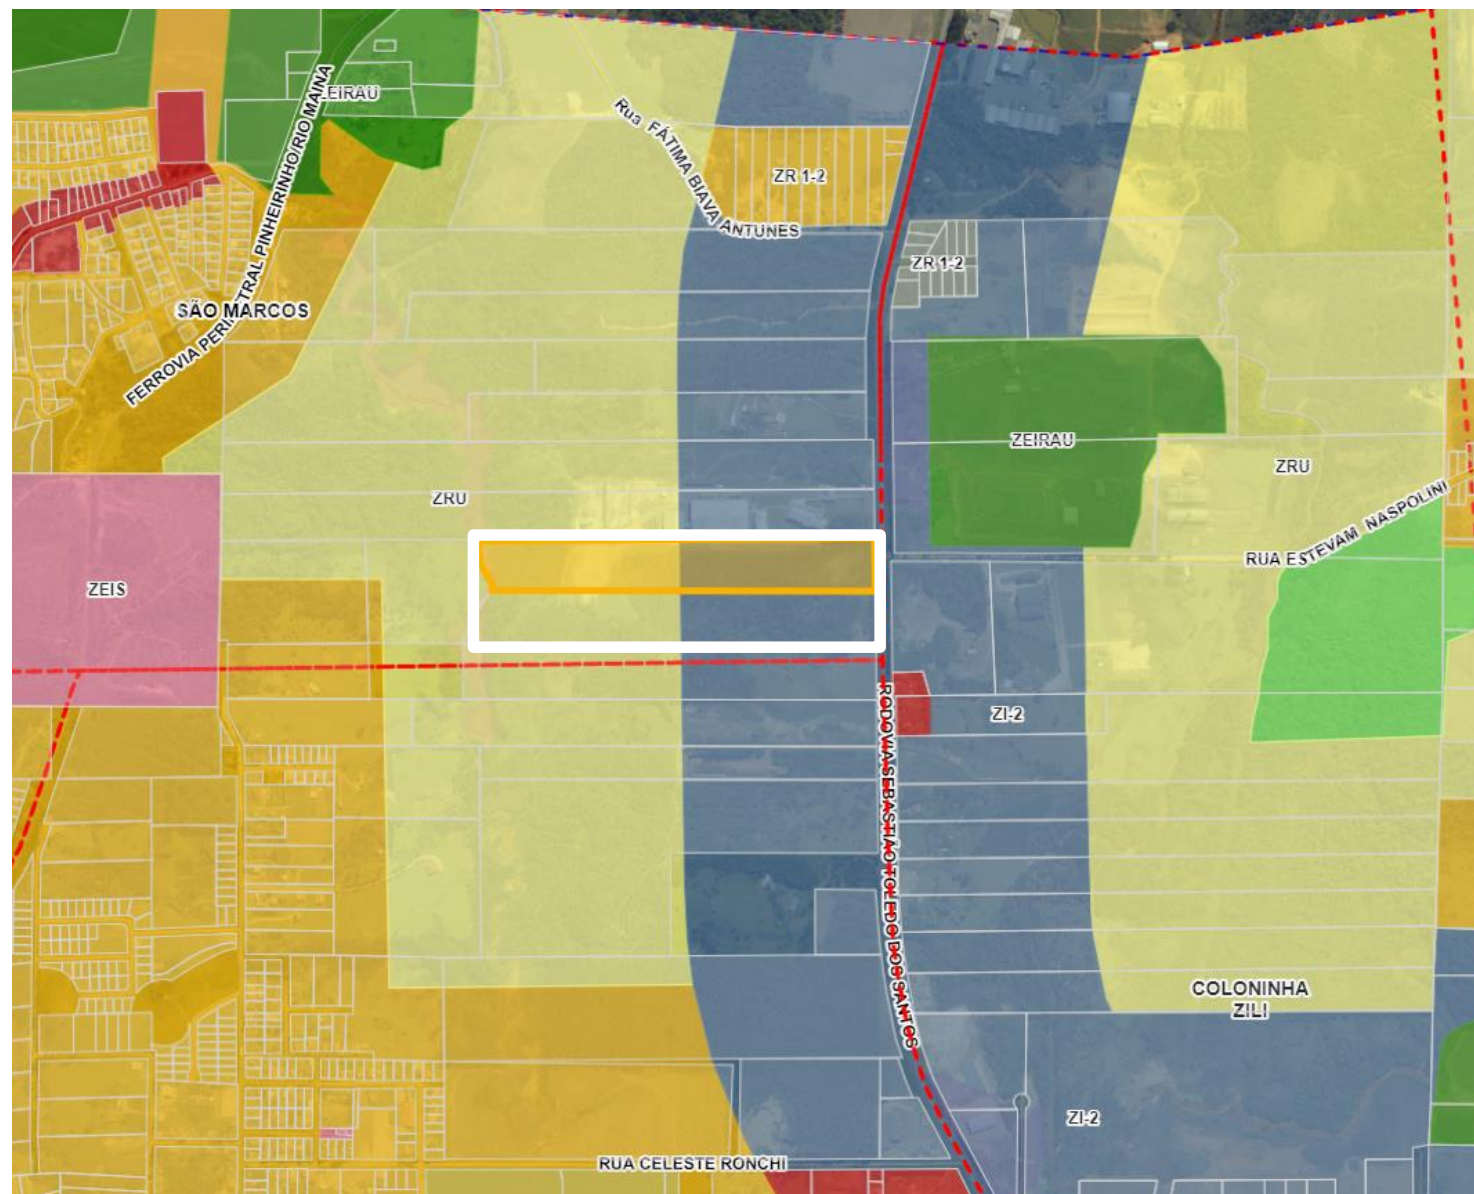 ZEIRAU
FERROVIA PERIMETRAL PINHEIRINHO/RIO MAINA
Rua FÁTIMA BIAVA ANTUNES
ZR 1-2
ZR 1-2
SÃO MARCOS
ZEIRAU
ZRU
ZRU
RUA ESTEVAM NASPOLINI
ZEIS
RODOVIA SEBASTIÃO TOLEDO DOS SANTOS
ZI-2
COLONINHA
ZILI
ZI-2
RUA CELESTE RONCHI